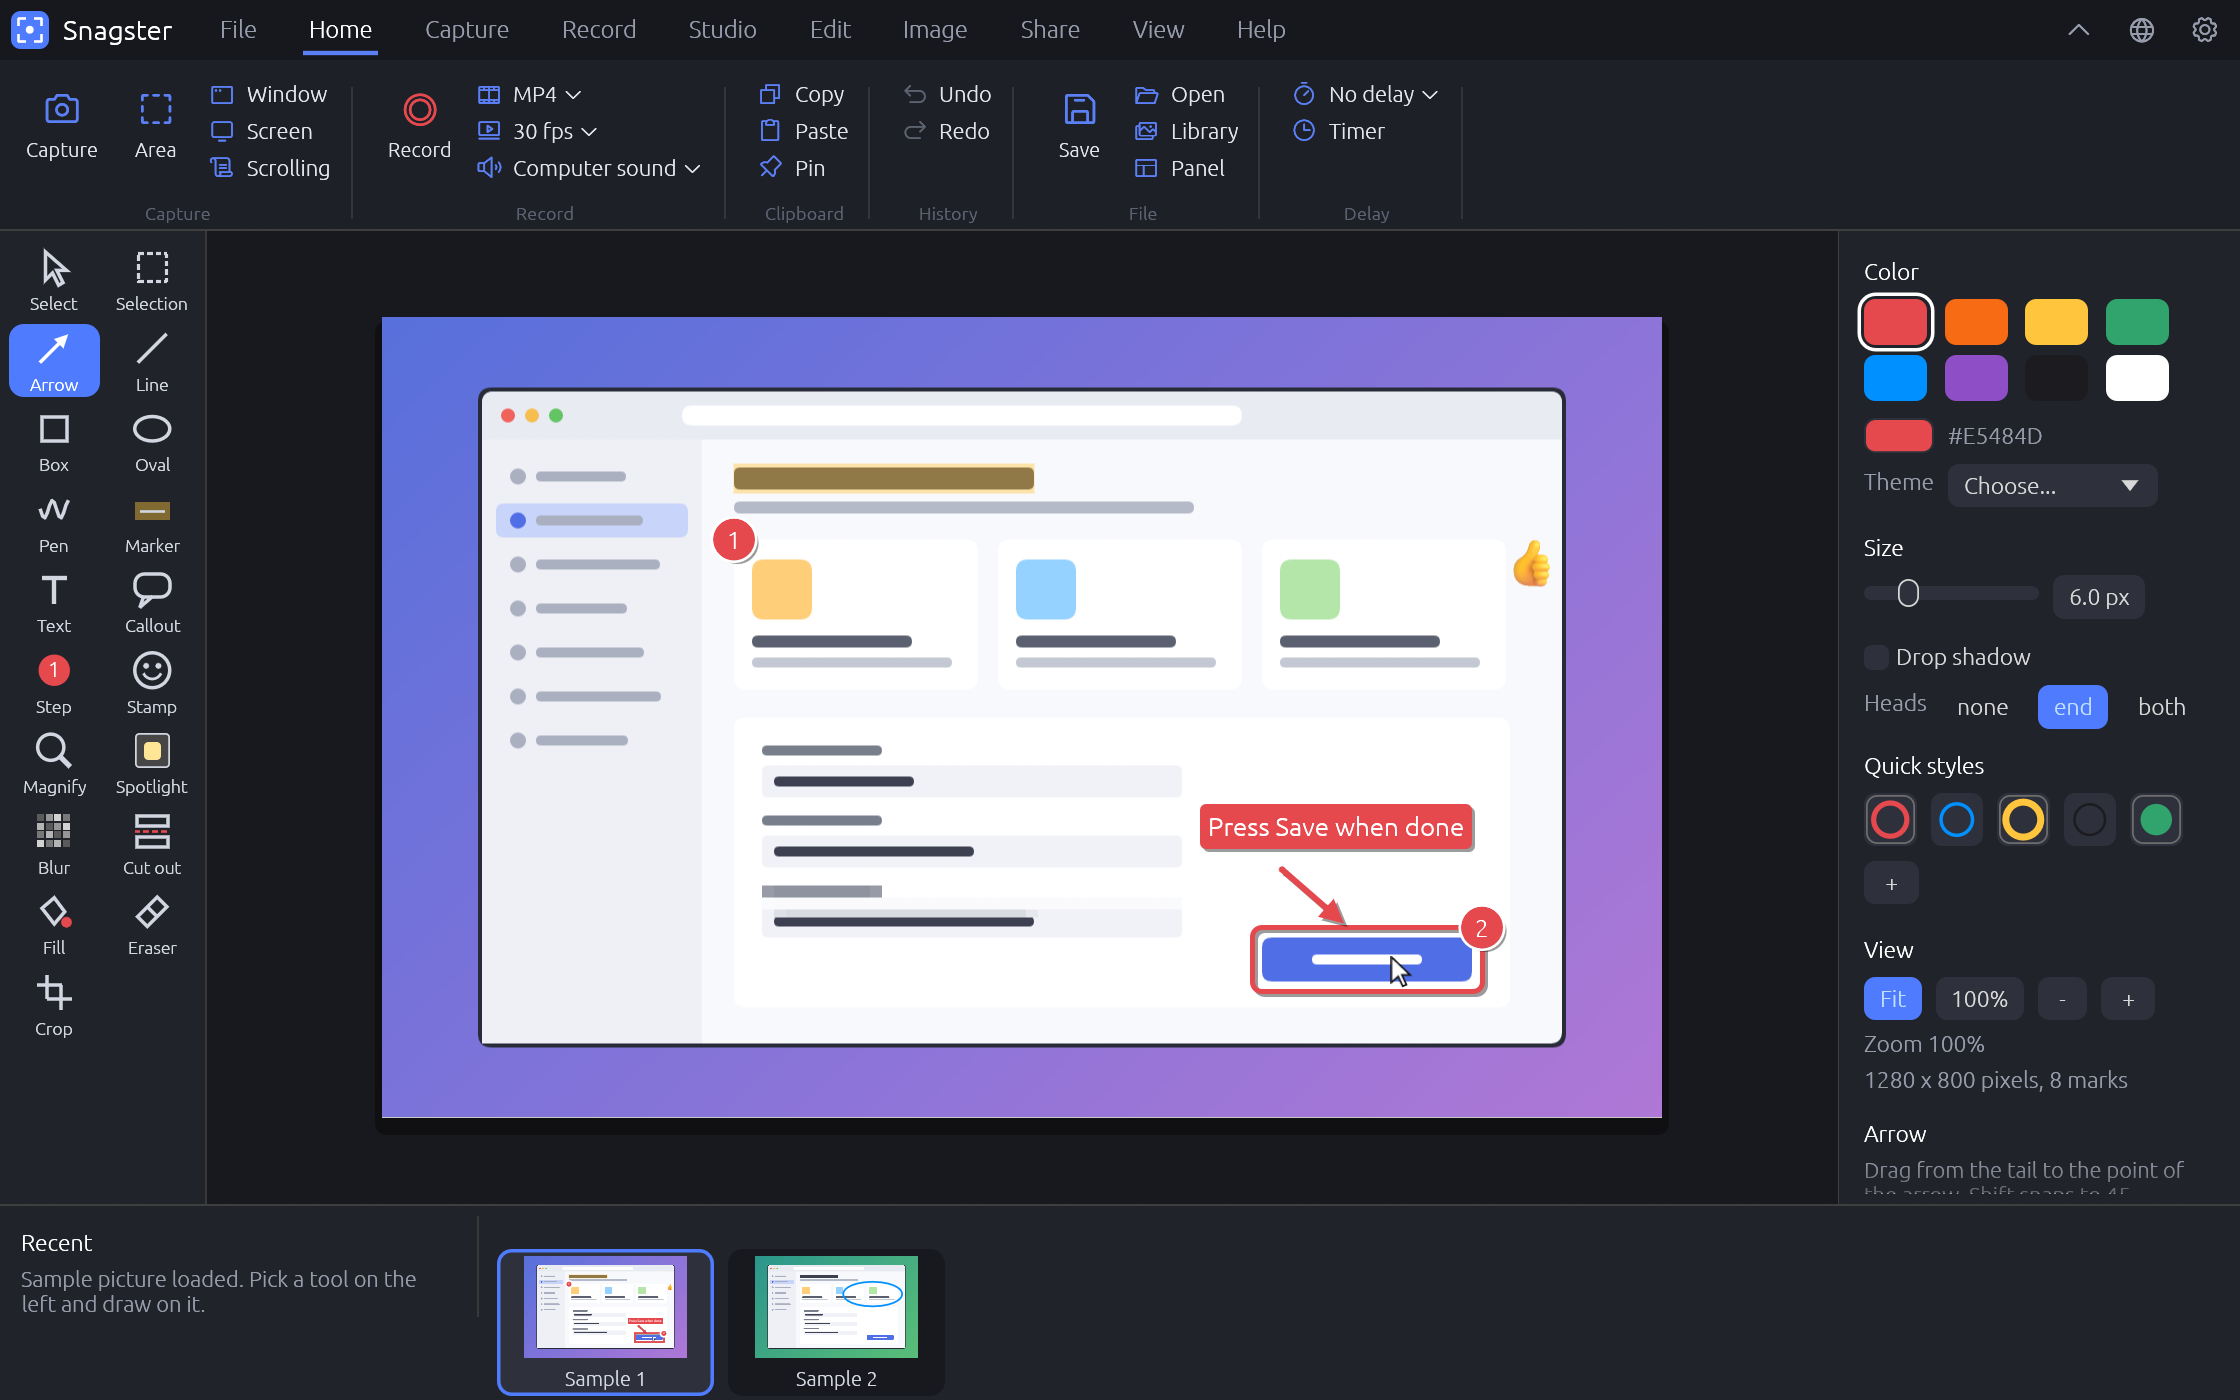 Snagster File Home Capture Record Studio Edit Image Share View Help
Capture Area Window Screen Scrolling
Capture
Record MP4 30 fps Computer sound
Record
Copy Paste Pin
Clipboard
Undo Redo
History
Save Open Library Panel
File
No delay Timer
Delay
Select Selection
Arrow Line
Box Oval
Pen Marker
T
Text Callout
1
Step Stamp
Magnify Spotlight
Blur Cut out
Fill Eraser
Crop
1
Press Save when done
2
Color
#E5484D
Theme Choose...
Size
6.0 px
Drop shadow
Heads none end both
Quick styles
+
View
Fit 100% - +
Zoom 100%
1280 x 800 pixels, 8 marks
Arrow
Drag from the tail to the point of
Recent
Sample picture loaded. Pick a tool on the
left and draw on it.
Sample 1
Sample 2